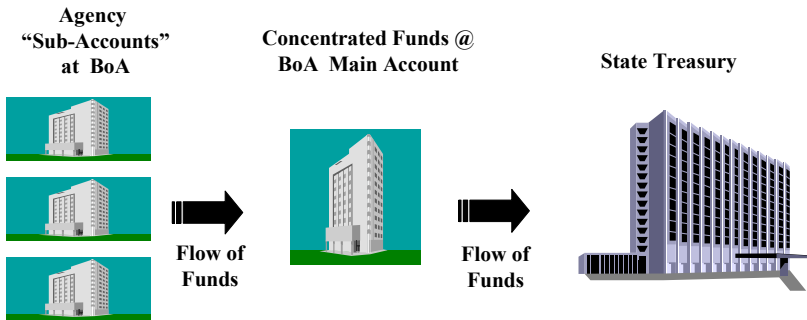 Agency
“Sub-Accounts”
at BoA
Concentrated Funds @
BoA Main Account
State Treasury
Flow of
Funds
Flow of
Funds